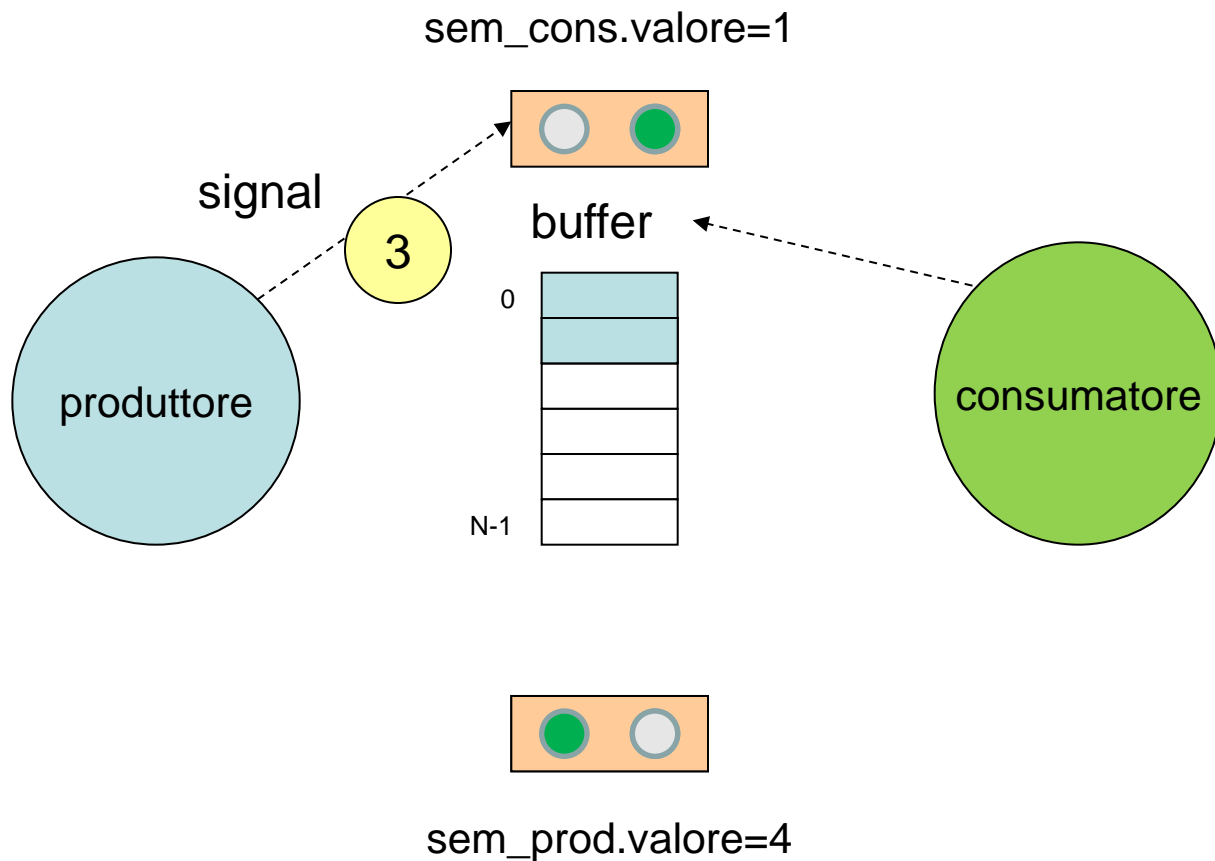 sem_cons.valore=1
signal
3
buffer
0
produttore
consumatore
N-1
sem_prod.valore=4